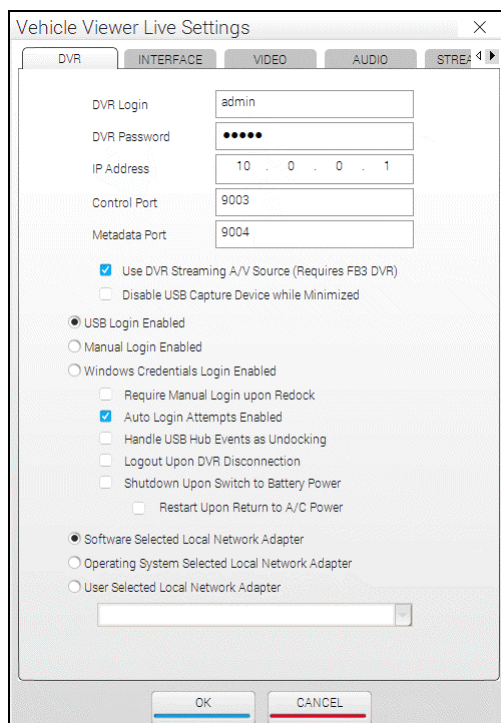 Vehicle Viewer Live Settings
DVR INTERFACE VIDEO AUDIO STREA
DVR Login admin
DVR Password •••••
IP Address 10 . 0 . 0 . 1
Control Port 9003
Metadata Port 9004
Use DVR Streaming A/V Source (Requires FB3 DVR)
Disable USB Capture Device while Minimized
USB Login Enabled
Manual Login Enabled
Windows Credentials Login Enabled
Require Manual Login upon Redock
Auto Login Attempts Enabled
Handle USB Hub Events as Undocking
Logout Upon DVR Disconnection
Shutdown Upon Switch to Battery Power
Restart Upon Return to A/C Power
Software Selected Local Network Adapter
Operating System Selected Local Network Adapter
User Selected Local Network Adapter
OK CANCEL